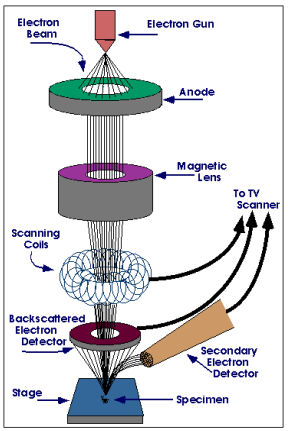 Electron
Beam
Electron Gun
Anode
Magnetic
Lens
To TV
Scanner
Scanning
Coils
Backscattered
Electron
Detector
Secondary
Electron
Detector
Stage
Specimen